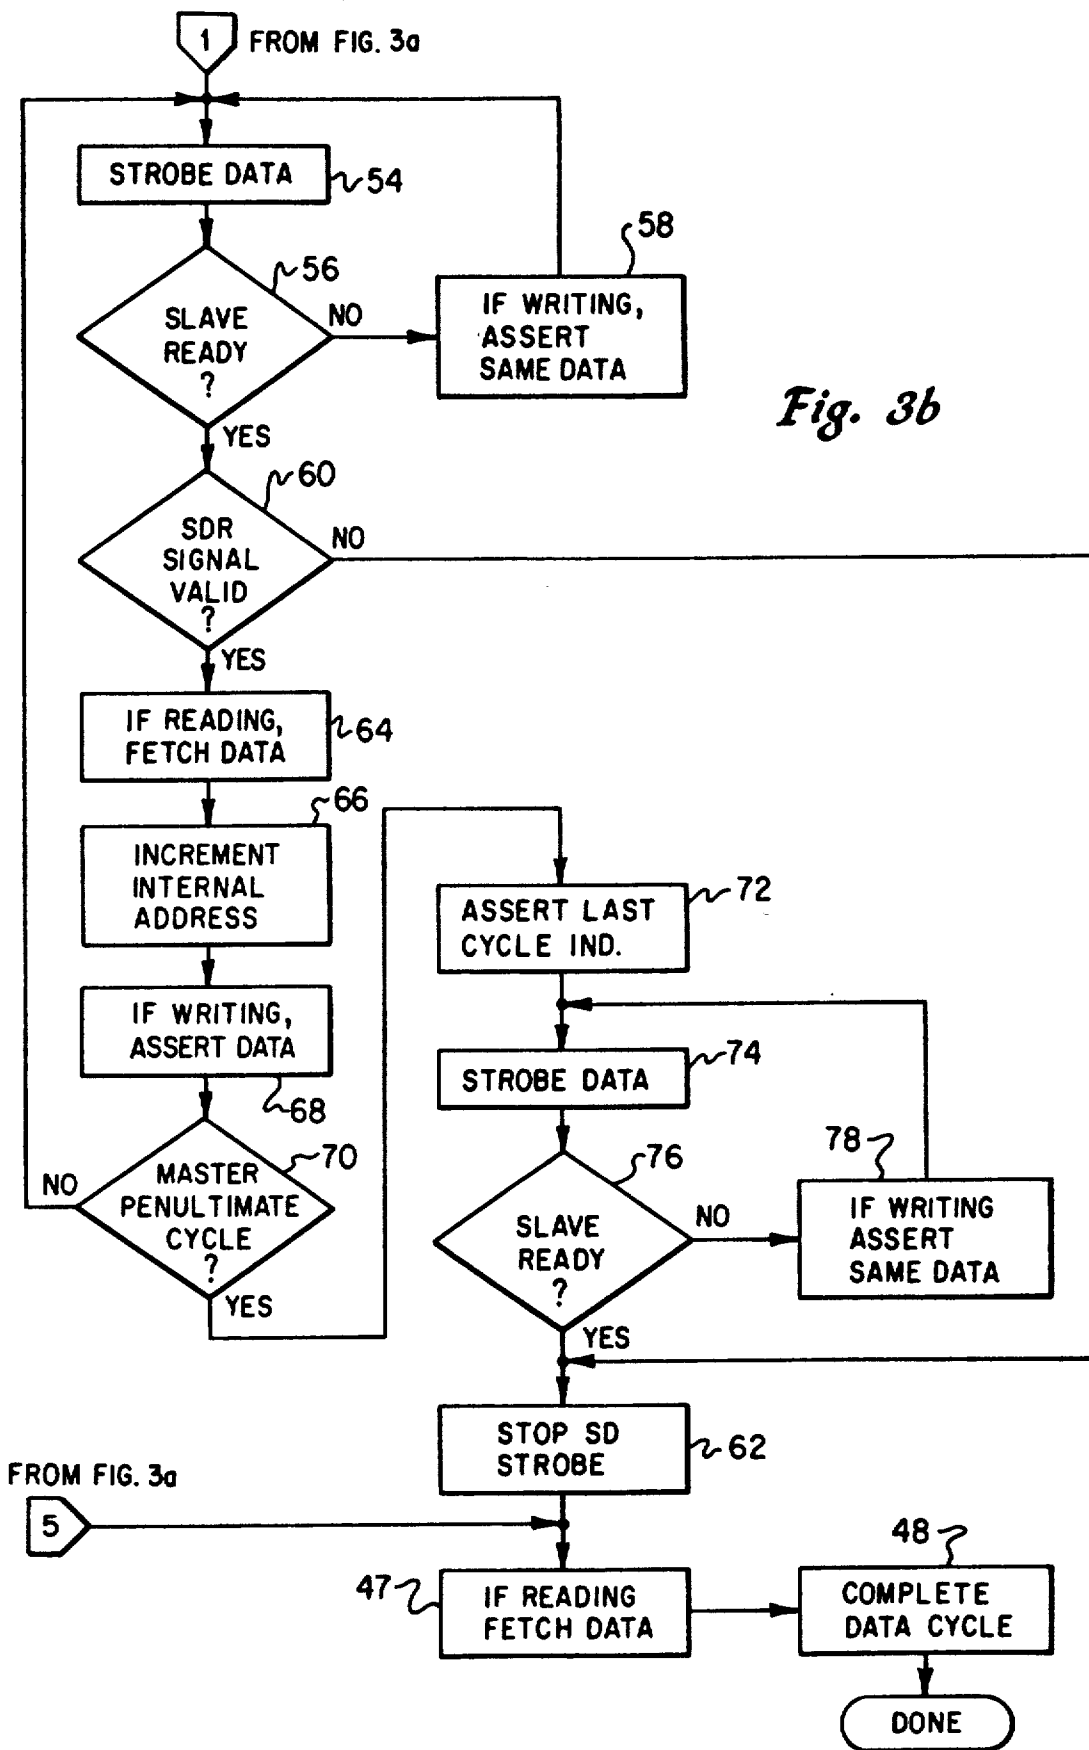 1
FROM FIG. 3a
STROBE DATA
54
56
SLAVE
READY
?
NO
YES
58
IF WRITING,
ASSERT
SAME DATA
Fig. 3b
60
SDR
SIGNAL
VALID
?
NO
YES
IF READING,
FETCH DATA
64
66
INCREMENT
INTERNAL
ADDRESS
IF WRITING,
ASSERT DATA
68
70
MASTER
PENULTIMATE
CYCLE
?
NO
YES
72
ASSERT LAST
CYCLE IND.
74
STROBE DATA
76
SLAVE
READY
?
NO
YES
78
IF WRITING
ASSERT
SAME DATA
STOP SD
STROBE
62
FROM FIG. 3a
5
47
IF READING
FETCH DATA
48
COMPLETE
DATA CYCLE
DONE